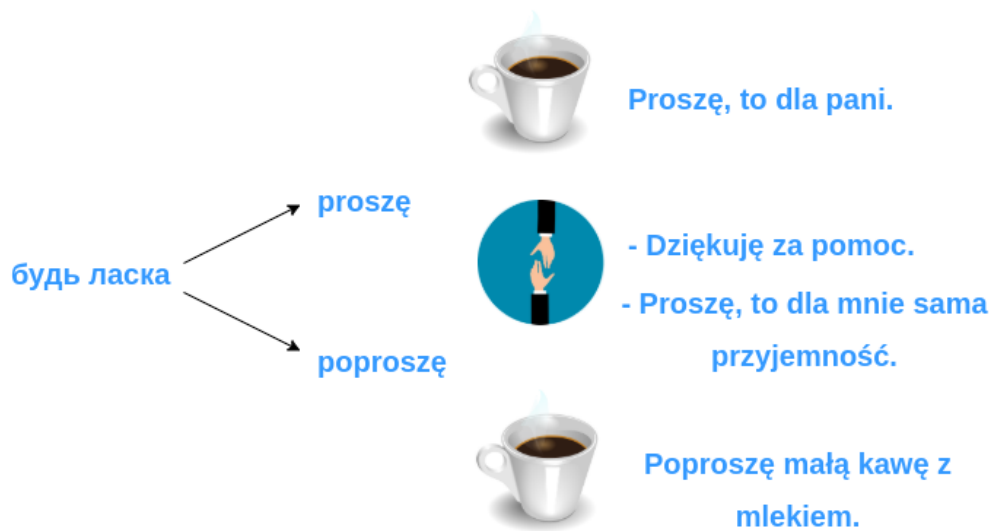 Proszę, to dla pani.
proszę
- Dziękuję za pomoc.
будь ласка
- Proszę, to dla mnie sama
przyjemność.
poproszę
Poproszę małą kawę z
mlekiem.